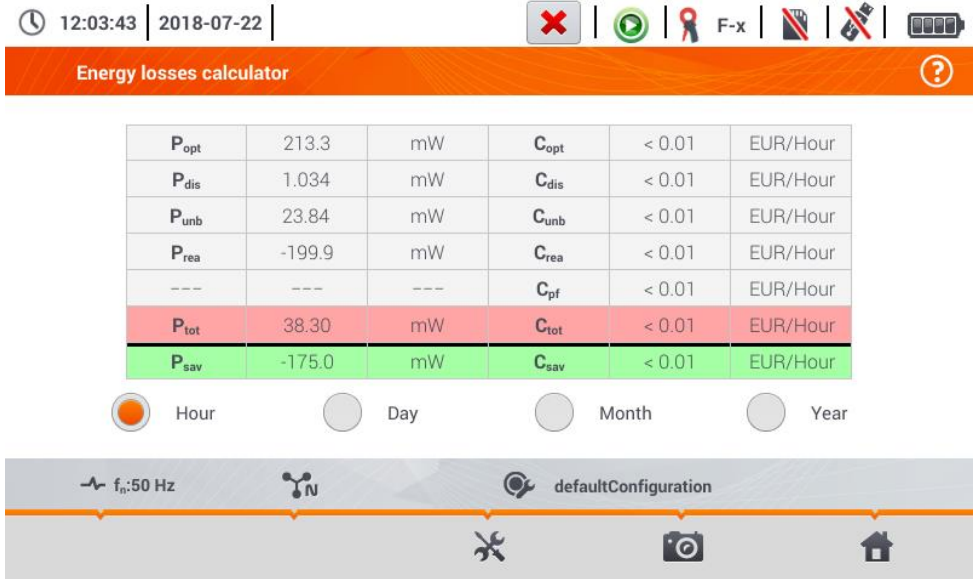 12:03:43 2018-07-22 F-x
Energy losses calculator ?
Popt 213.3 mW Copt < 0.01 EUR/Hour
Pdis 1.034 mW Cdis < 0.01 EUR/Hour
Punb 23.84 mW Cunb < 0.01 EUR/Hour
Prea -199.9 mW Crea < 0.01 EUR/Hour
--- --- --- Cpf < 0.01 EUR/Hour
Ptot 38.30 mW Ctot < 0.01 EUR/Hour
Psav -175.0 mW Csav < 0.01 EUR/Hour
Hour Day Month Year
fn:50 Hz N defaultConfiguration